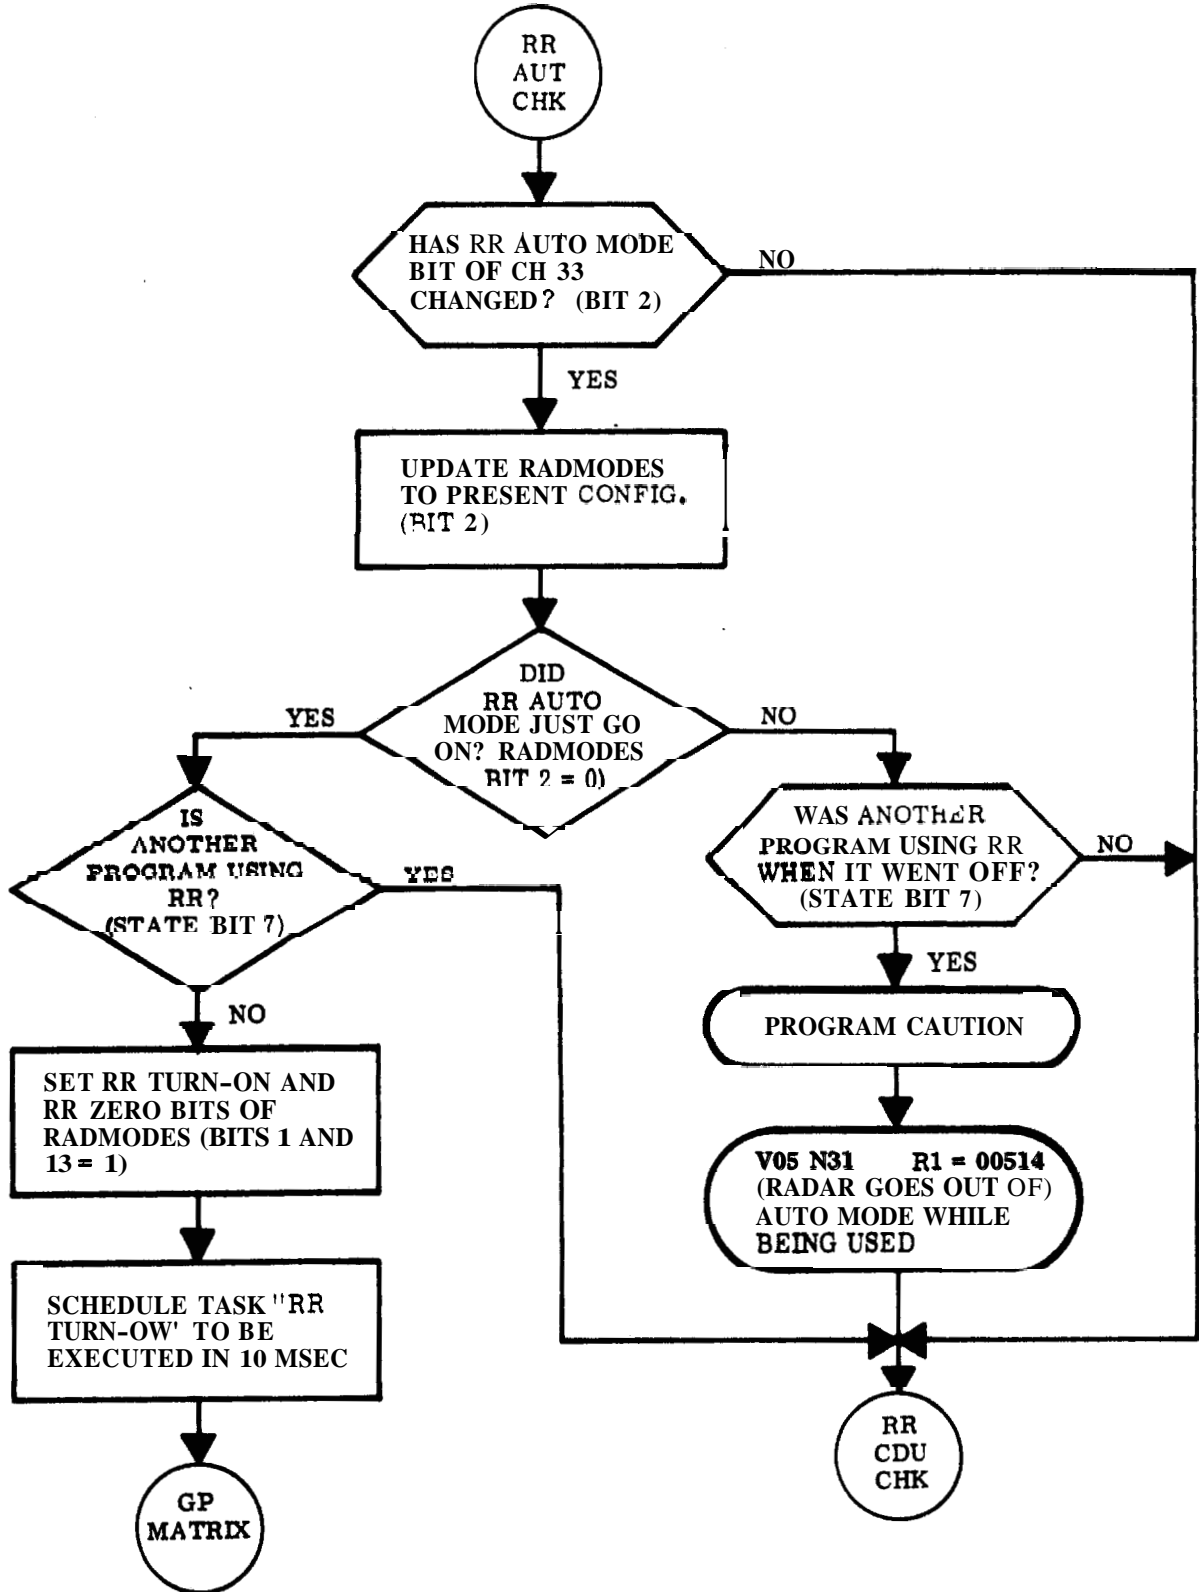 RR
AUT
CHK
HAS RR AUTO MODE
BIT OF CH 33
CHANGED? (BIT 2)
NO
YES
UPDATE RADMODES
TO PRESENT CONFIG.
(BIT 2)
DID
RR AUTO
MODE JUST GO
ON? RADMODES
BIT 2 = 0)
YES
NO
IS
ANOTHER
PROGRAM USING
RR?
(STATE BIT 7)
YES
NO
WAS ANOTHER
PROGRAM USING RR
WHEN IT WENT OFF?
(STATE BIT 7)
NO
YES
PROGRAM CAUTION
SET RR TURN-ON AND
RR ZERO BITS OF
RADMODES (BITS 1 AND
13 = 1)
V05 N31 R1 = 00514
(RADAR GOES OUT OF)
AUTO MODE WHILE
BEING USED
SCHEDULE TASK "RR
TURN-OW' TO BE
EXECUTED IN 10 MSEC
RR
CDU
CHK
GP
MATRIX